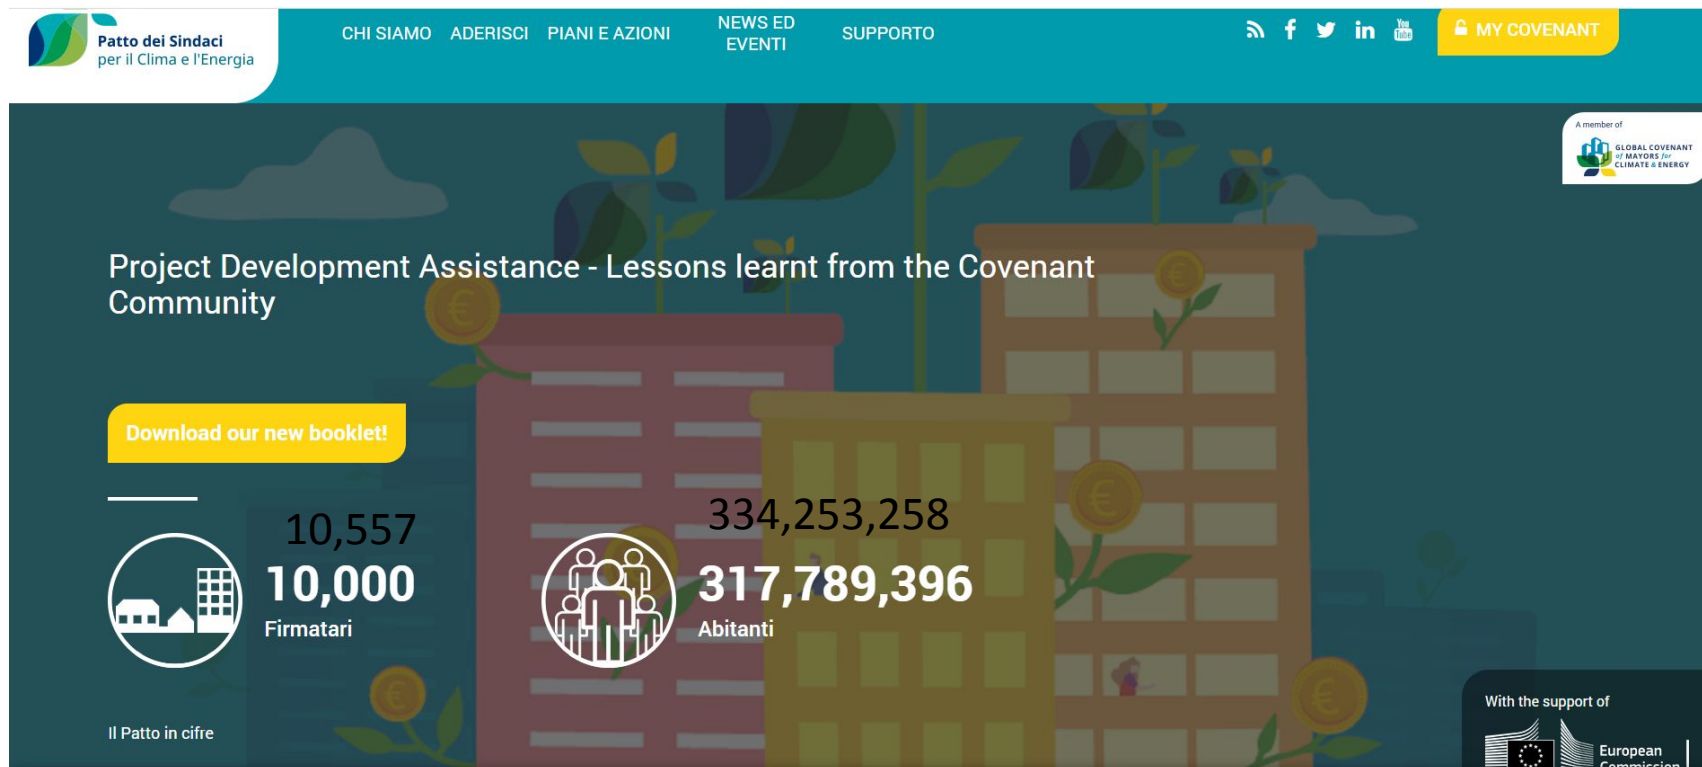 Patto dei Sindaci
per il Clima e l'Energia
CHI SIAMO
ADERISCI
PIANI E AZIONI
NEWS ED
EVENTI
SUPPORTO
You
Tube
MY COVENANT
A member of
GLOBAL COVENANT
of MAYORS for
CLIMATE & ENERGY
Project Development Assistance - Lessons learnt from the Covenant
Community
Download our new booklet!
10,557
10,000
Firmatari
334,253,258
317,789,396
Abitanti
Il Patto in cifre
With the support of
European
Commission